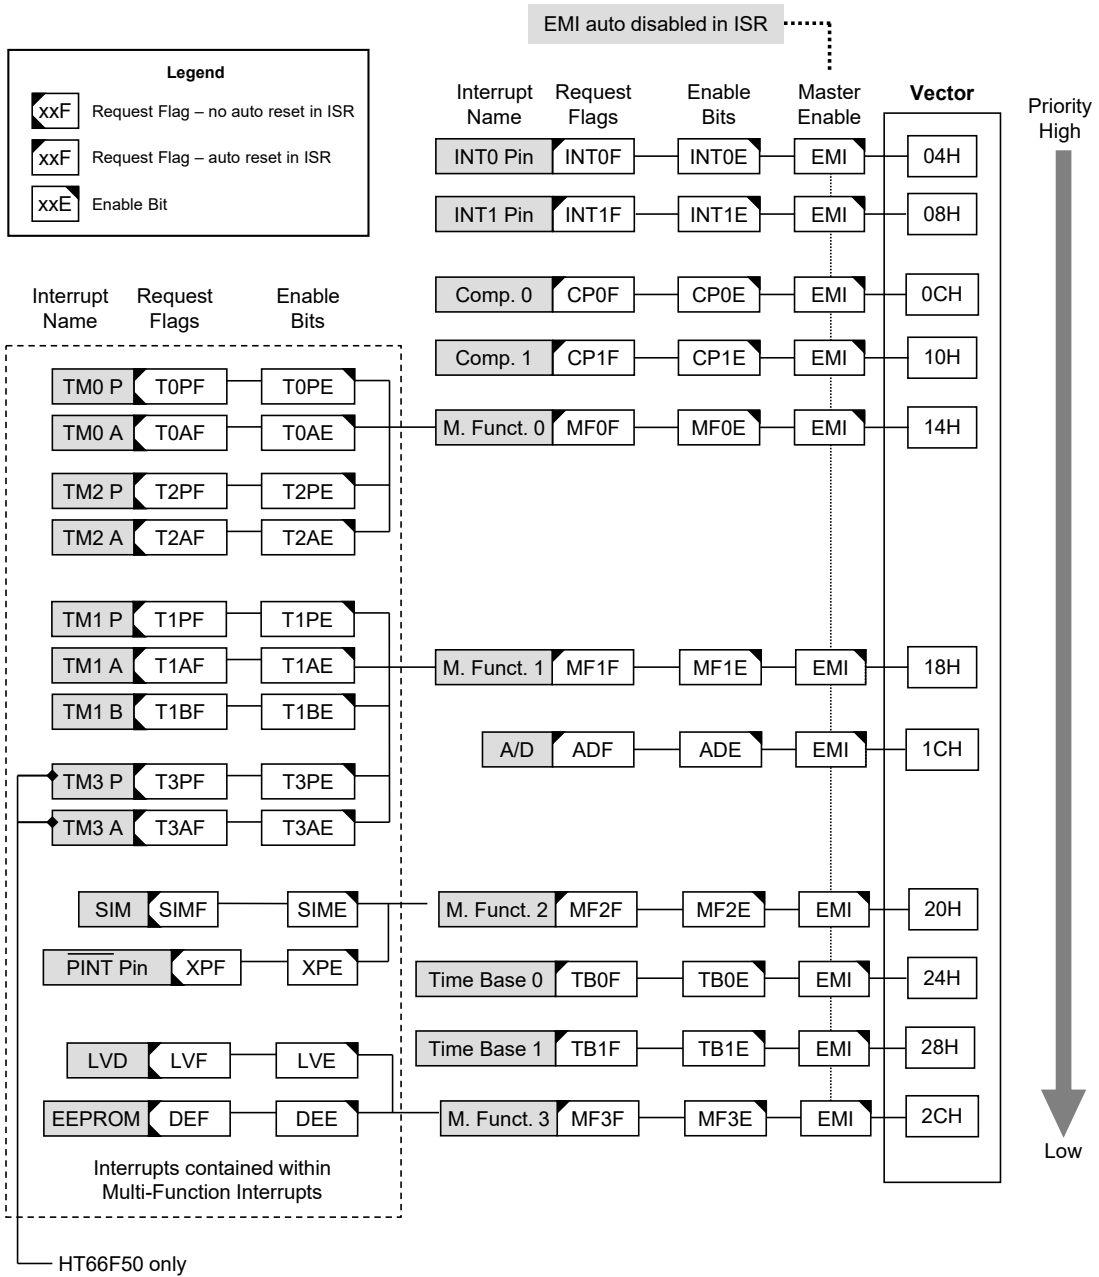 EMI auto disabled in ISR
Legend
xxF Request Flag – no auto reset in ISR
xxF Request Flag – auto reset in ISR
xxE Enable Bit
Interrupt Name Request Flags Enable Bits Master Enable Vector
Priority High
INT0 Pin INT0F INT0E EMI 04H
INT1 Pin INT1F INT1E EMI 08H
Comp. 0 CP0F CP0E EMI 0CH
Comp. 1 CP1F CP1E EMI 10H
M. Funct. 0 MF0F MF0E EMI 14H
M. Funct. 1 MF1F MF1E EMI 18H
A/D ADF ADE EMI 1CH
M. Funct. 2 MF2F MF2E EMI 20H
Time Base 0 TB0F TB0E EMI 24H
Time Base 1 TB1F TB1E EMI 28H
M. Funct. 3 MF3F MF3E EMI 2CH
Low
Interrupt Name Request Flags Enable Bits
TM0 P T0PF T0PE
TM0 A T0AF T0AE
TM2 P T2PF T2PE
TM2 A T2AF T2AE
TM1 P T1PF T1PE
TM1 A T1AF T1AE
TM1 B T1BF T1BE
TM3 P T3PF T3PE
TM3 A T3AF T3AE
SIM SIMF SIME
PINT Pin XPF XPE
LVD LVF LVE
EEPROM DEF DEE
Interrupts contained within
Multi-Function Interrupts
HT66F50 only